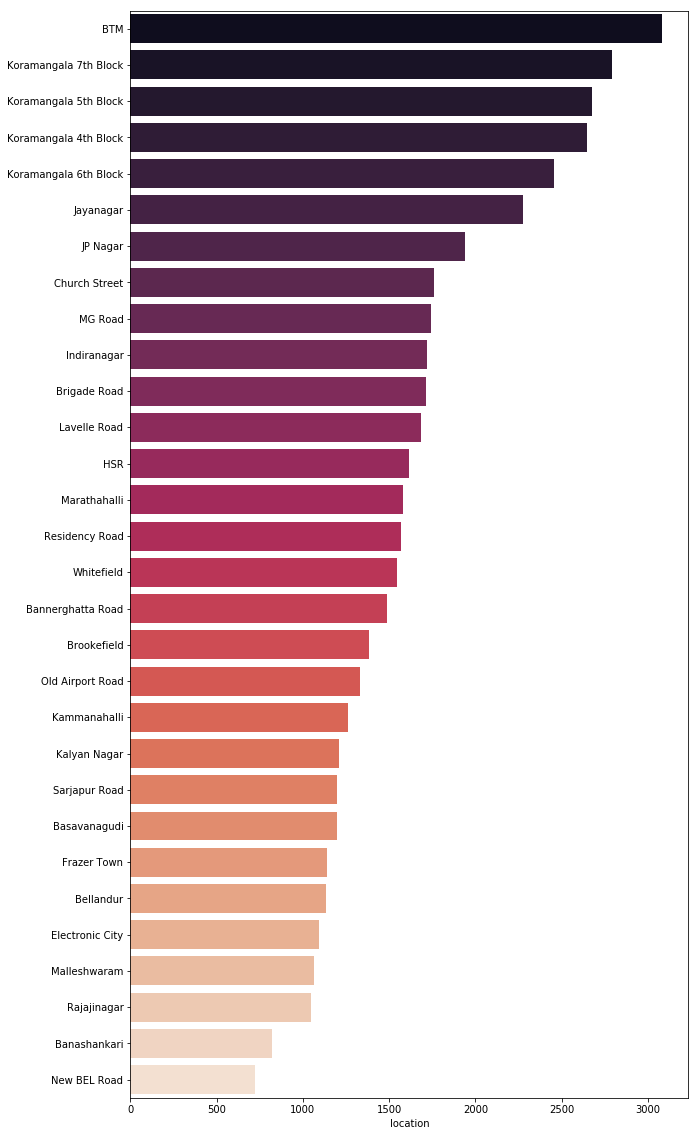 BTM
Koramangala 7th Block
Koramangala 5th Block
Koramangala 4th Block
Koramangala 6th Block
Jayanagar
JP Nagar
Church Street
MG Road
Indiranagar
Brigade Road
Lavelle Road
HSR
Marathahalli
Residency Road
Whitefield
Bannerghatta Road
Brookefield
Old Airport Road
Kammanahalli
Kalyan Nagar
Sarjapur Road
Basavanagudi
Frazer Town
Bellandur
Electronic City
Malleshwaram
Rajajinagar
Banashankari
New BEL Road
0 500 1000 1500 2000 2500 3000
location